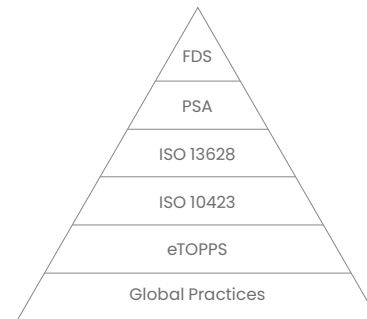 FDS
PSA
ISO 13628
ISO 10423
eTOPPS
Global Practices